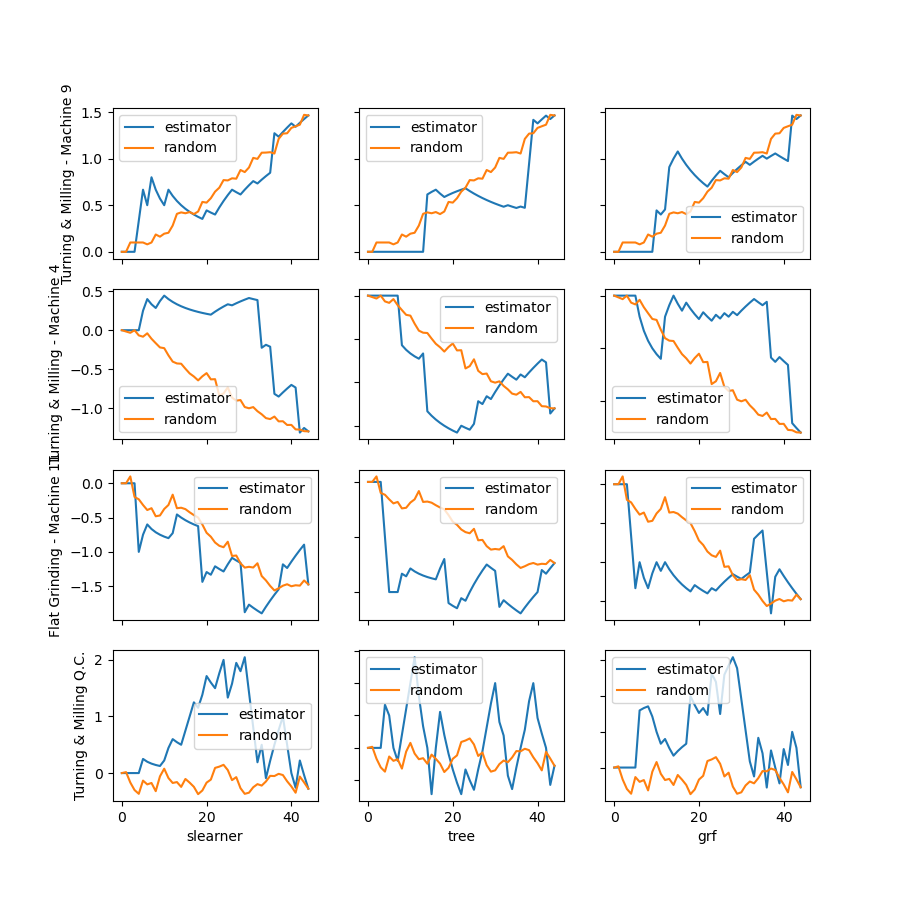 Turning & Milling - Machine 9
1.5
1.0
0.5
0.0
estimator
random
estimator
random
estimator
random
Turning & Milling - Machine 4
0.5
0.0
−0.5
−1.0
estimator
random
estimator
random
estimator
random
Flat Grinding - Machine 11
0.0
−0.5
−1.0
−1.5
estimator
random
estimator
random
estimator
random
Turning & Milling Q.C.
2
1
0
estimator
random
estimator
random
estimator
random
0 20 40 0 20 40 0 20 40
slearner tree grf